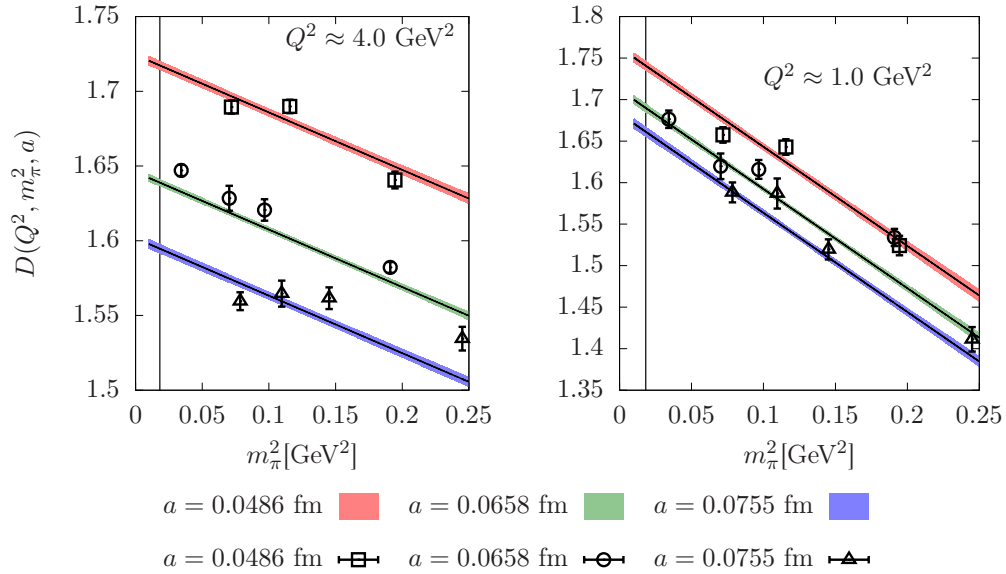 1.75
1.7
1.65
1.6
1.55
1.5
0
0.05
0.1
0.15
0.2
0.25
D(Q², m²_π, a)
m²_π[GeV²]
Q² ≈ 4.0 GeV²
1.8
1.75
1.7
1.65
1.6
1.55
1.5
1.45
1.4
1.35
0
0.05
0.1
0.15
0.2
0.25
m²_π[GeV²]
Q² ≈ 1.0 GeV²
a = 0.0486 fm
a = 0.0658 fm
a = 0.0755 fm
a = 0.0486 fm
a = 0.0658 fm
a = 0.0755 fm